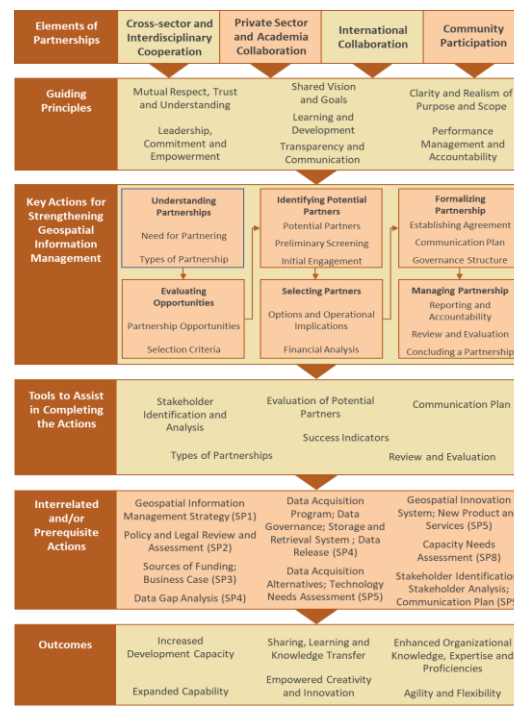 Elements of
Partnerships
Cross-sector and
Interdisciplinary
Cooperation
Private Sector
and Academia
Collaboration
International
Collaboration
Community
Participation
Guiding
Principles
Mutual Respect, Trust
and Understanding
Leadership,
Commitment and
Empowerment
Shared Vision
and Goals
Learning and
Development
Transparency and
Communication
Clarity and Realism of
Purpose and Scope
Performance
Management and
Accountability
Key Actions for
Strengthening
Geospatial
Information
Management
Understanding
Partnerships
Need for Partnering
Types of Partnership
Evaluating
Opportunities
Partnership Opportunities
Selection Criteria
Identifying Potential
Partners
Potential Partners
Preliminary Screening
Initial Engagement
Selecting Partners
Options and Operational
Implications
Financial Analysis
Formalizing
Partnership
Establishing Agreement
Communication Plan
Governance Structure
Managing Partnership
Reporting and
Accountability
Review and Evaluation
Concluding a Partnership
Tools to Assist
in Completing
the Actions
Stakeholder
Identification and
Analysis
Evaluation of Potential
Partners
Communication Plan
Success Indicators
Types of Partnerships
Review and Evaluation
Interrelated
and/or
Prerequisite
Actions
Geospatial Information
Management Strategy (SP1)
Policy and Legal Review and
Assessment (SP2)
Sources of Funding;
Business Case (SP3)
Data Gap Analysis (SP4)
Data Acquisition
Program; Data
Governance; Storage and
Retrieval System ; Data
Release (SP4)
Data Acquisition
Alternatives; Technology
Needs Assessment (SP5)
Geospatial Innovation
System; New Product and
Services (SP5)
Capacity Needs
Assessment (SP8)
Stakeholder
Stakeholder Analysis;
Communication Plan
Outcomes
Increased
Development Capacity
Expanded Capability
Sharing, Learning and
Knowledge Transfer
Empowered Creativity
and Innovation
Enhanced Organizational
Knowledge, Expertise and
Proficiencies
Agility and Flexibility